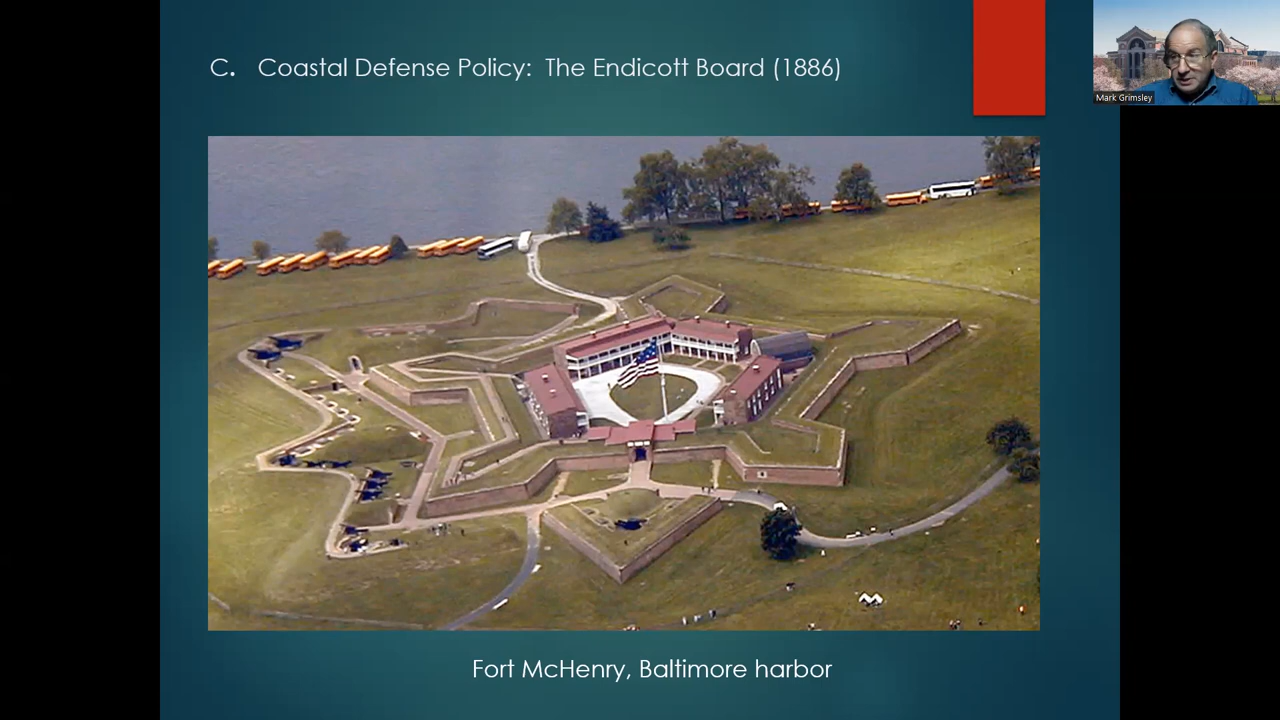 C. Coastal Defense Policy: The Endicott Board (1886)
Mark Grimsley
Fort McHenry, Baltimore harbor